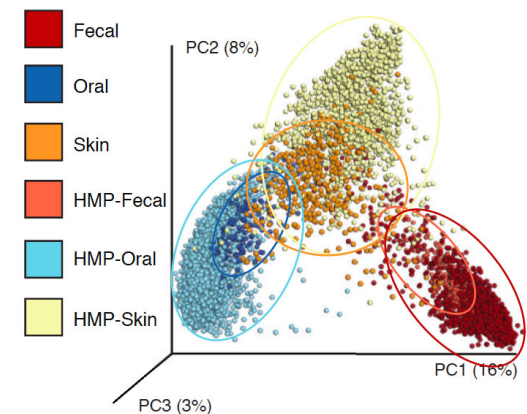 Fecal
Oral
Skin
HMP-Fecal
HMP-Oral
HMP-Skin
PC2 (8%)
PC1 (16%)
PC3 (3%)